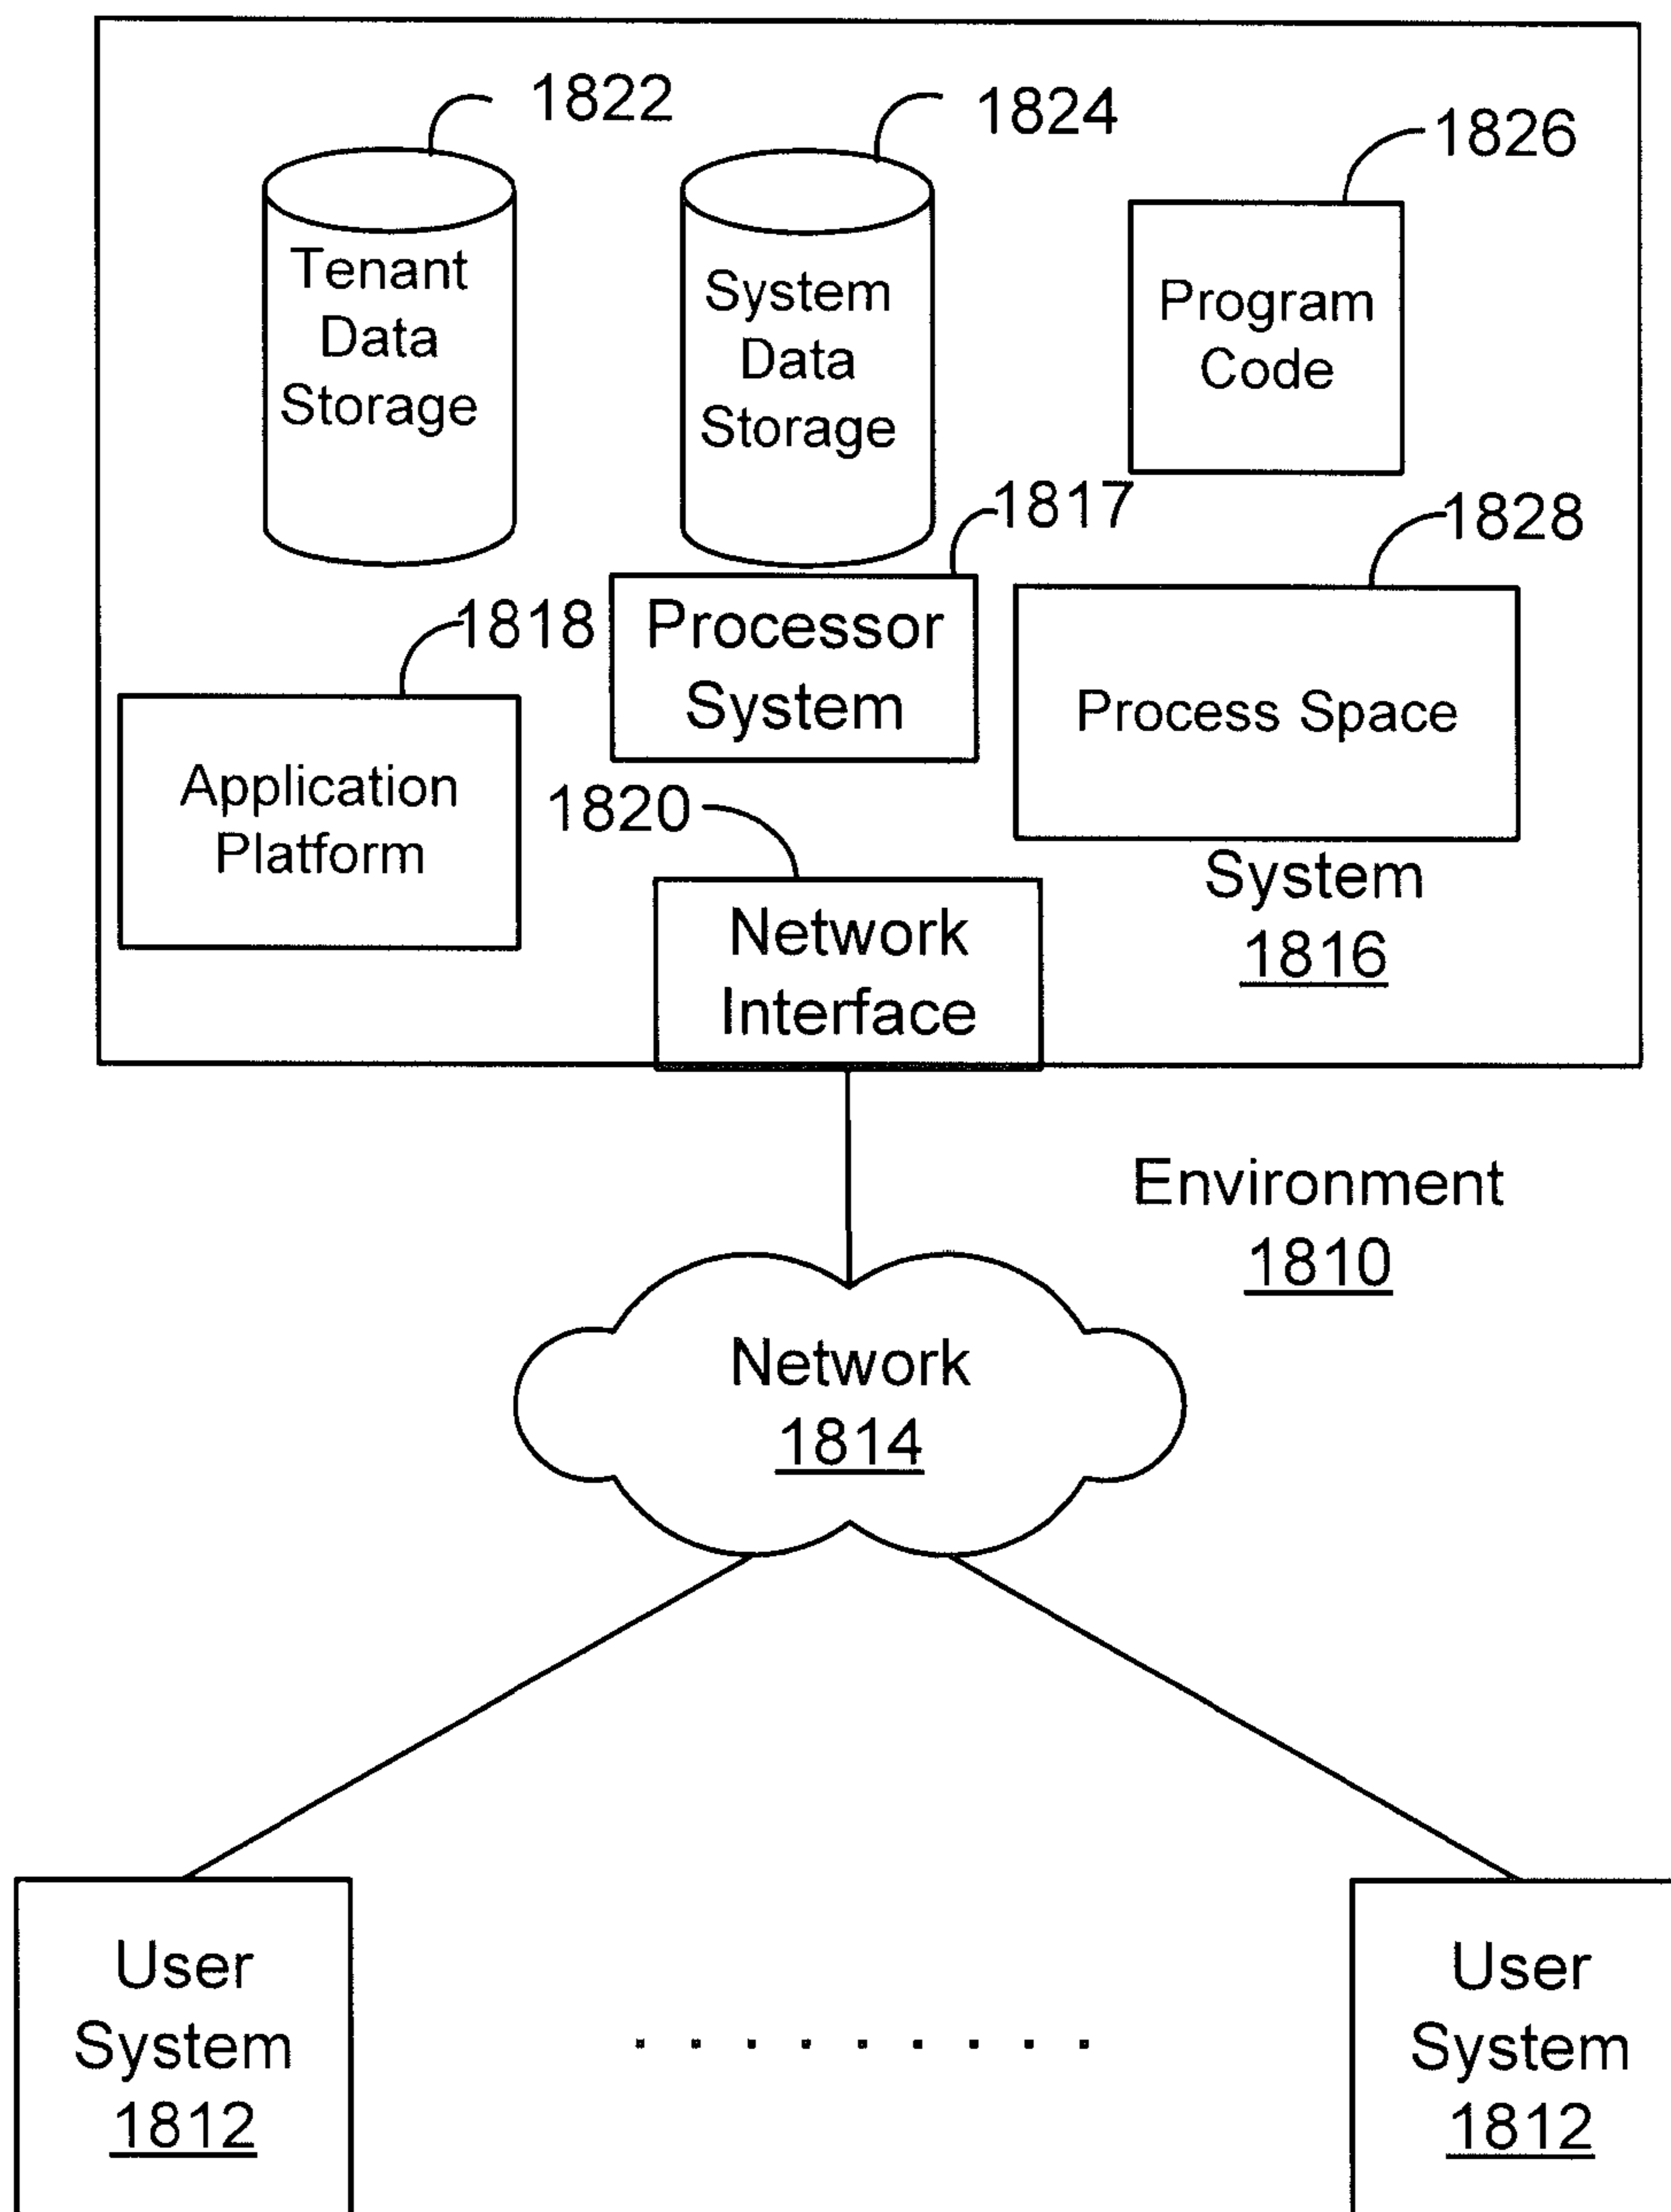 1822
1824
1826
Tenant
Data
Storage
System
Data
Storage
Program
Code
1817
1828
1818
Processor
System
Process Space
Application
Platform
1820
Network
Interface
System
1816
Environment
1810
Network
1814
User
System
1812
. . . . . . . . .
User
System
1812